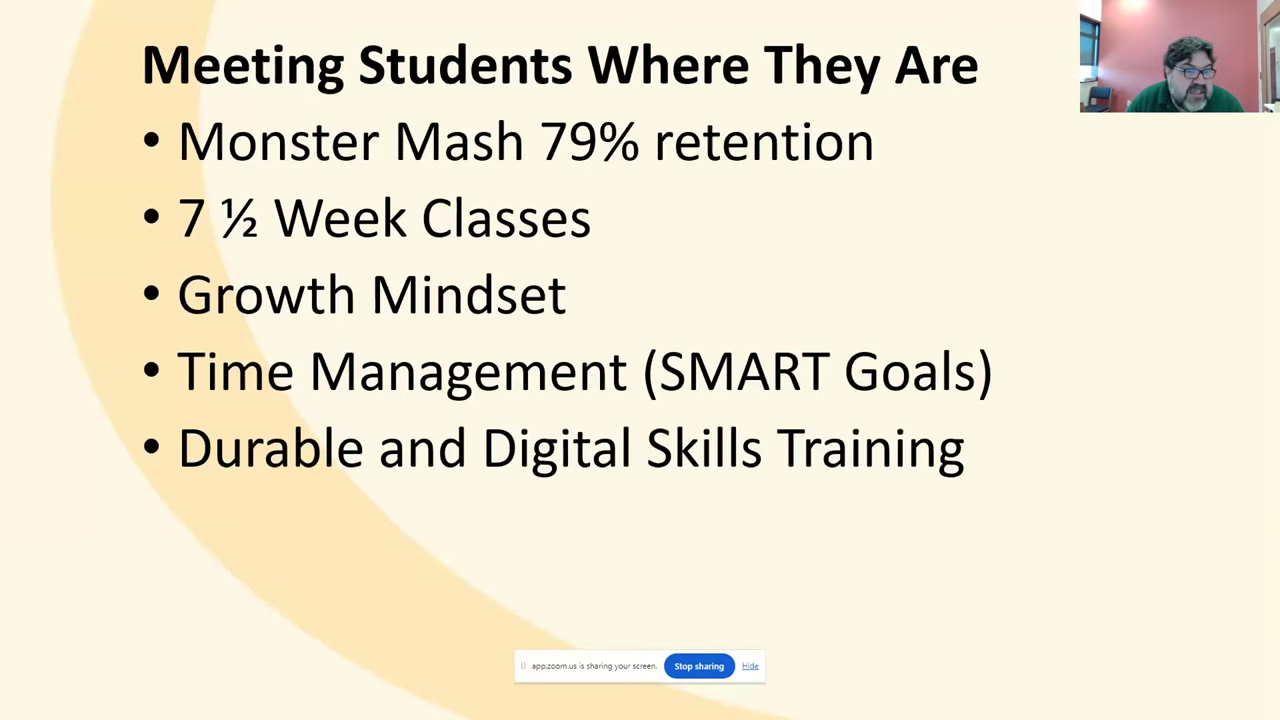 Meeting Students Where They Are
• Monster Mash 79% retention
• 7 ½ Week Classes
• Growth Mindset
• Time Management (SMART Goals)
• Durable and Digital Skills Training
app.zoom.us is sharing your screen. Stop sharing Hide